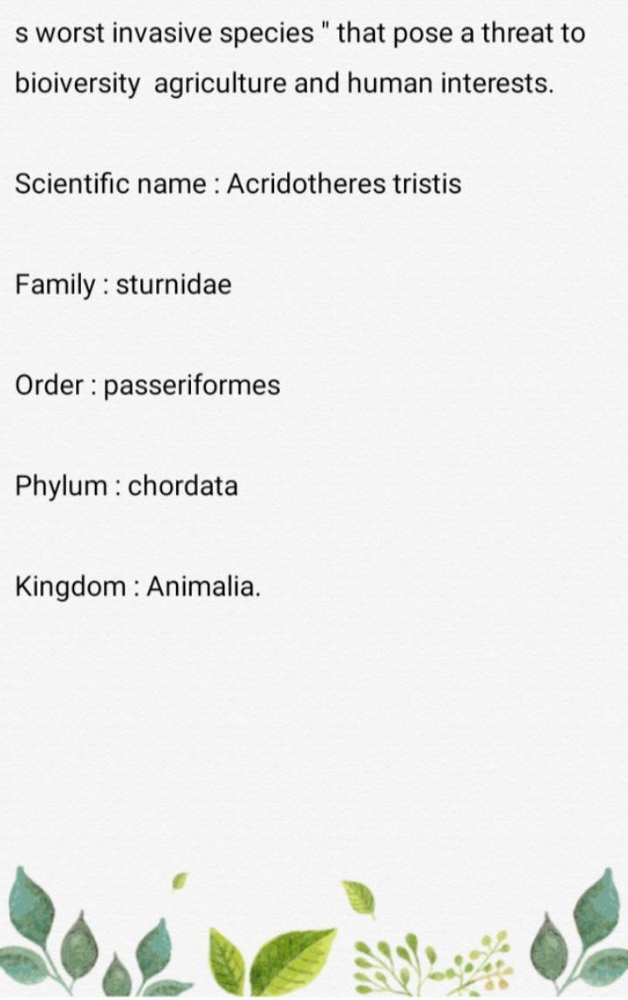 s worst invasive species " that pose a threat to
bioiversity  agriculture and human interests.
Scientific name : Acridotheres tristis
Family : sturnidae
Order : passeriformes
Phylum : chordata
Kingdom : Animalia.